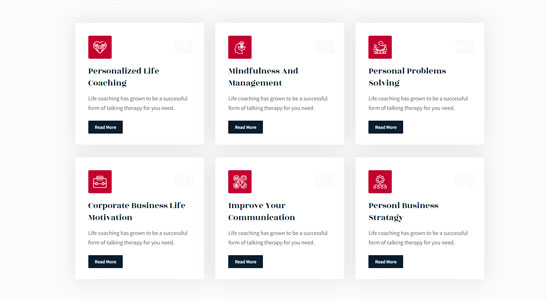 01
Personalized Life
Coaching
Life coaching has grown to be a successful
form of talking therapy for you need.
Read More
02
Mindfulness And
Management
Life coaching has grown to be a successful
form of talking therapy for you need.
Read More
03
Personal Problems
Solving
Life coaching has grown to be a successful
form of talking therapy for you need.
Read More
04
Corporate Business Life
Motivation
Life coaching has grown to be a successful
form of talking therapy for you need.
Read More
05
Improve Your
Communication
Life coaching has grown to be a successful
form of talking therapy for you need.
Read More
06
Personl Business
Stratagy
Life coaching has grown to be a successful
form of talking therapy for you need.
Read More